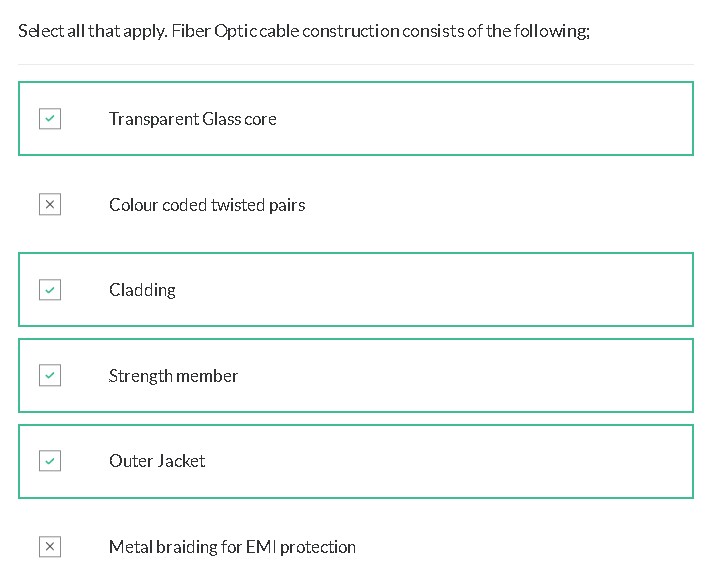 Select all that apply. Fiber Optic cable construction consists of the following;
Transparent Glass core
Colour coded twisted pairs
Cladding
Strength member
Outer Jacket
Metal braiding for EMI protection